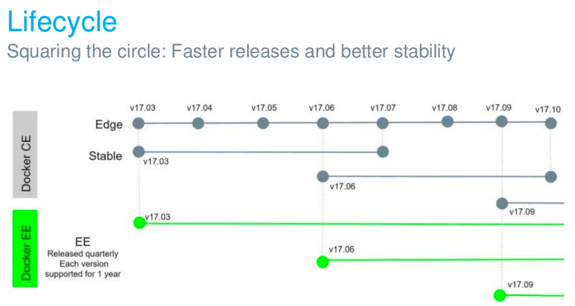 Lifecycle
Squaring the circle: Faster releases and better stability
v17.03 v17.04 v17.05 v17.06 v17.07 v17.08 v17.09 v17.10
Docker CE
Edge
Stable
v17.03
v17.06
v17.09
Docker EE
v17.03
EE
Released quarterly
Each version
supported for 1 year
v17.06
v17.09